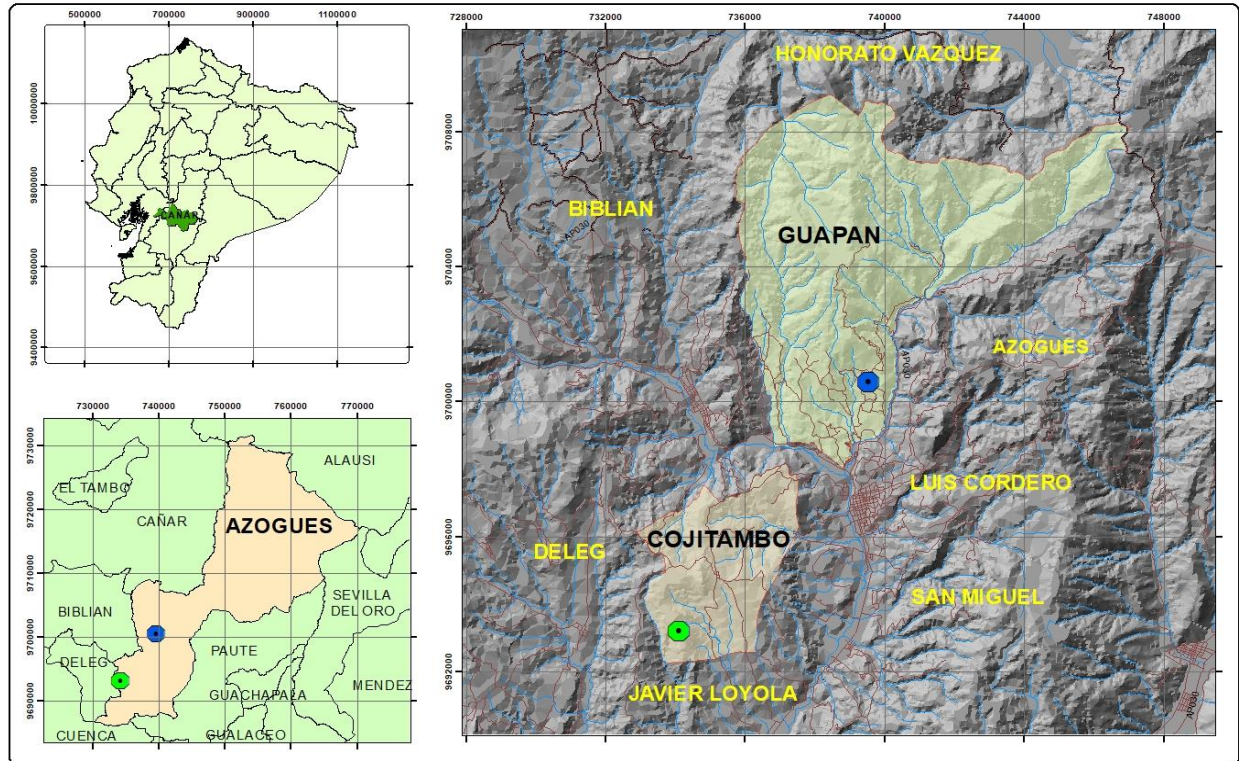 500000 700000 900000 1100000
10000000
9800000
9600000
9400000
CAÑAR
730000 740000 750000 760000 770000
9730000
9720000
9710000
9700000
9690000
ALAUSI
EL TAMBO
CAÑAR
AZOGUES
BIBLIAN
SEVILLA
DEL ORO
DELEG
PAUTE
GUACHAPALA
MENDEZ
CUENCA
GUALACEO
728000 732000 736000 740000 744000 748000
9708000
9704000
9700000
9696000
9692000
HONORATO VAZQUEZ
BIBLIAN
AP030
GUAPAN
AZOGUES
AP030
LUIS CORDERO
COJITAMBO
DELEG
SAN MIGUEL
JAVIER LOYOLA
AP030